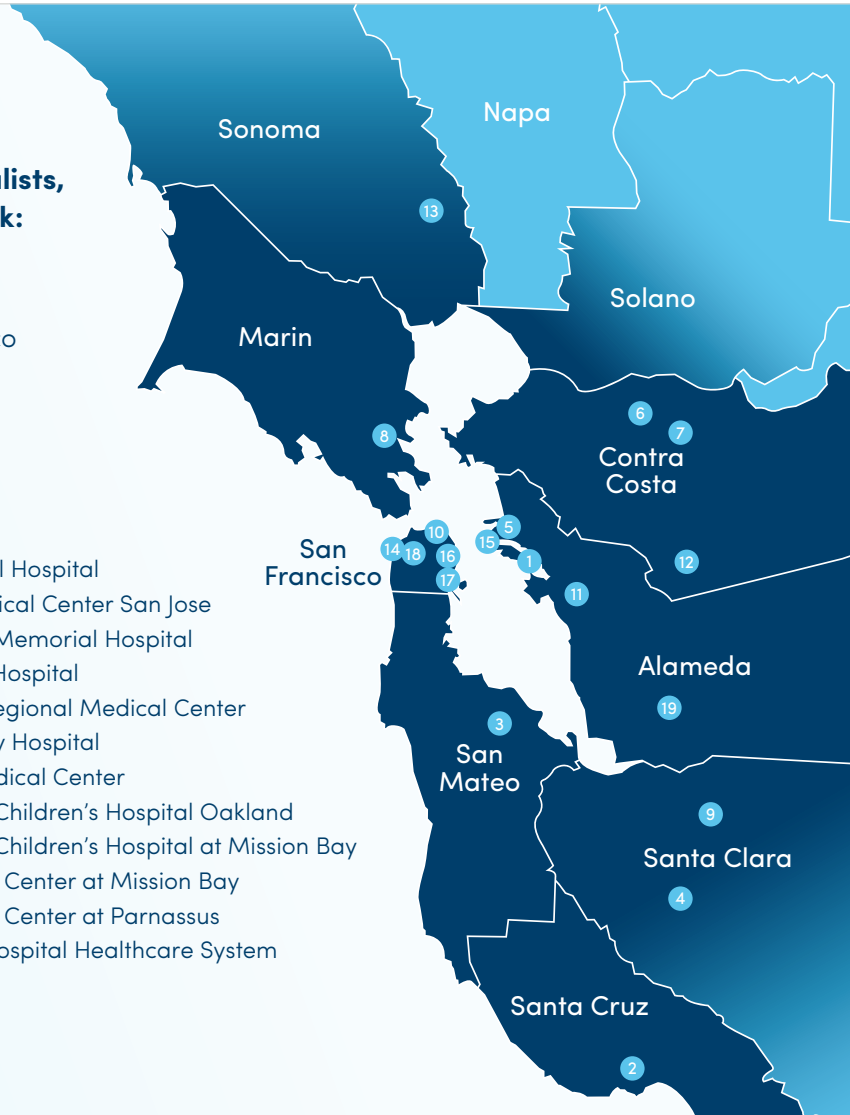 Sonoma
Napa
lists,
k:
13
Solano
Marin
o
6
8
7
Contra
Costa
5
10
15
14
18
16
San
Francisco
1
12
l Hospital
17
11
ical Center San Jose
Memorial Hospital
Alameda
Hospital
egional Medical Center
19
3
y Hospital
San
Mateo
dical Center
Children's Hospital Oakland
9
Children's Hospital at Mission Bay
Santa Clara
Center at Mission Bay
4
Center at Parnassus
ospital Healthcare System
Santa Cruz
2